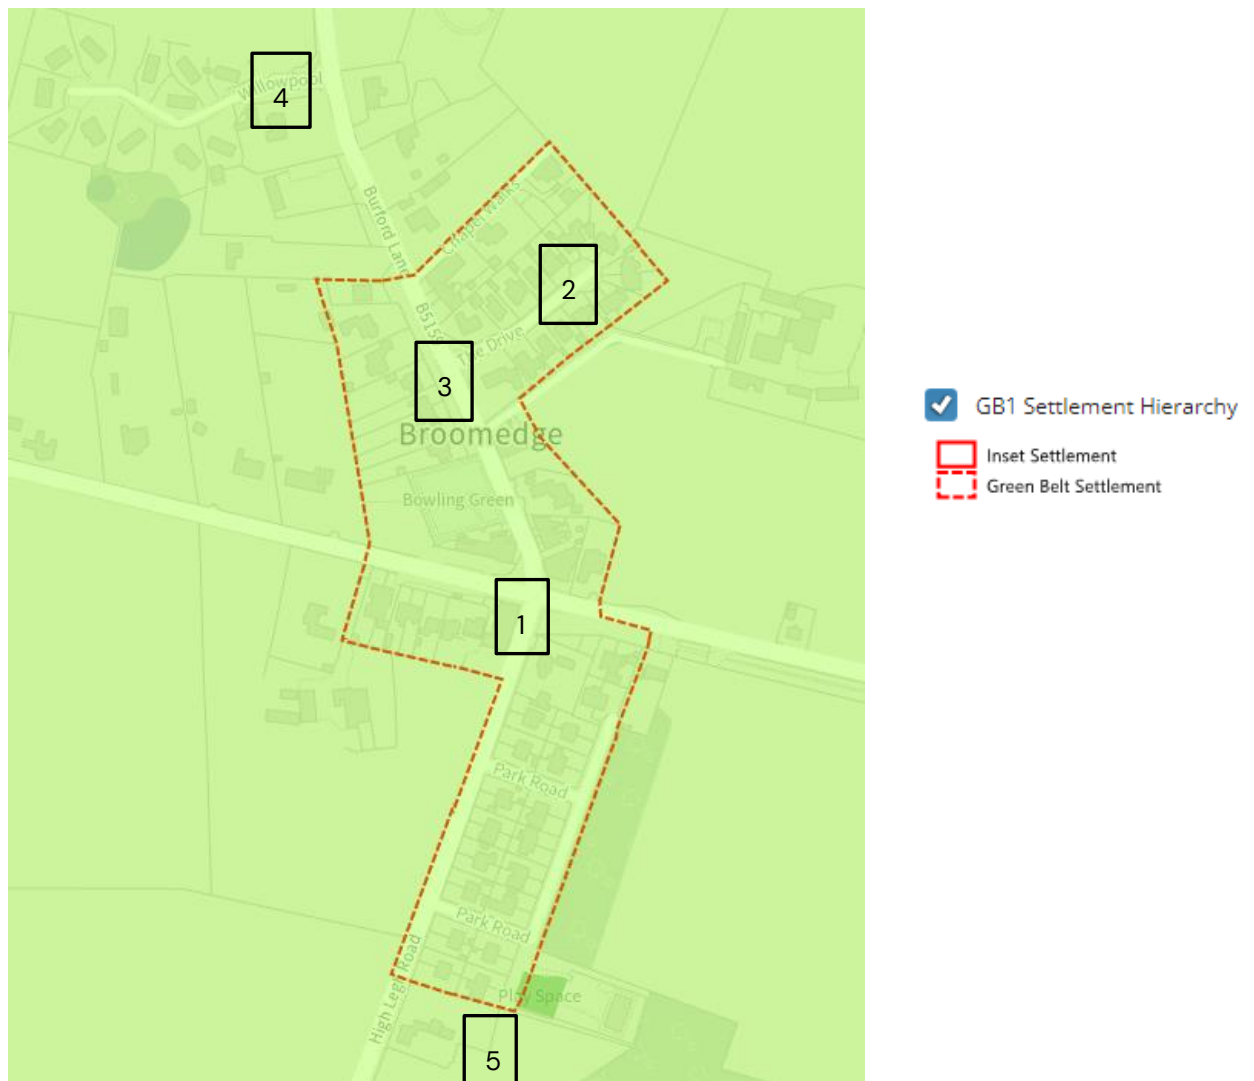 4
Willowpool
Burford Lane
Chapel Walks
2
B5159
The Drive
3
Broomedge
Bowling Green
1
Park Road
Park Road
High Legh Road
Play Space
5
GB1 Settlement Hierarchy
Inset Settlement
Green Belt Settlement